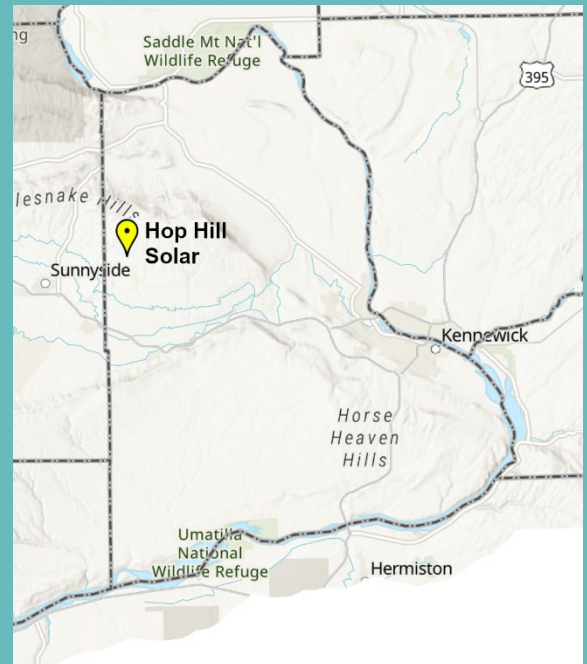 ng
Saddle Mt Nat'l
Wildlife Refuge
395
lesnake Hills
Hop Hill
Solar
Sunnyside
Kennewick
Horse
Heaven
Hills
Umatilla
National
Wildlife Refuge
Hermiston